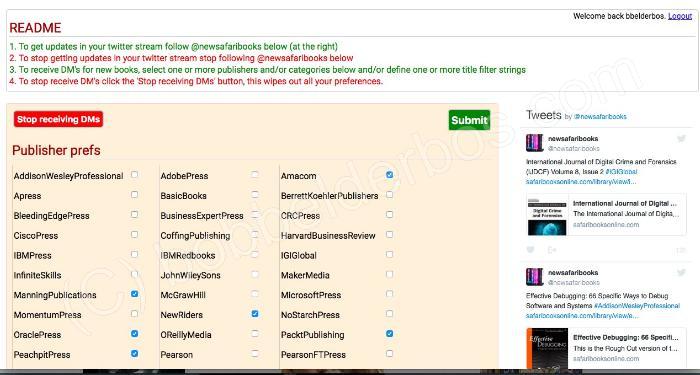 Welcome back bbelderbos. Logout
README
1. To get updates in your twitter stream follow @newsafaribooks below (at the right)
2. To stop getting updates in your twitter stream stop following @newsafaribooks below
3. To receive DM's for new books, select one or more publishers and/or categories below and/or define one or more title filter strings
4. To stop receive DM's click the 'Stop receiving DMs' button, this wipes out all your preferences.
Stop receiving DMs
Submit
Publisher prefs
AddisonWesleyProfessional AdobePress Amacom
Apress BasicBooks BerrettKoehlerPublishers
BleedingEdgePress BusinessExpertPress CRCPress
CiscoPress CoffingPublishing HarvardBusinessReview
IBMPress IBMRedbooks IGIGlobal
InfiniteSkills JohnWileySons MakerMedia
ManningPublications McGrawHill MicrosoftPress
MomentumPress NewRiders NoStarchPress
OraclePress OReillyMedia PacktPublishing
PeachpitPress Pearson PearsonFTPress
Tweets by @newsafaribooks
newsafaribooks
@newsafaribooks
International Journal of Digital Crime and Forensics
(IJDCF) Volume 8, Issue 2 #IGIGlobal
safaribooksonline.com/library/view/i...
International Journal of Digital ...
The International Journal of Digita...
safaribooksonline.com
newsafaribooks
@newsafaribooks
Effective Debugging: 66 Specific Ways to Debug
Software and Systems #AddisonWesleyProfessional
safaribooksonline.com/library/view/e...
Effective Debugging: 66 Specifi...
This is the Rough Cut version of t...
safaribooksonline.com
Effective
DEBUGGING